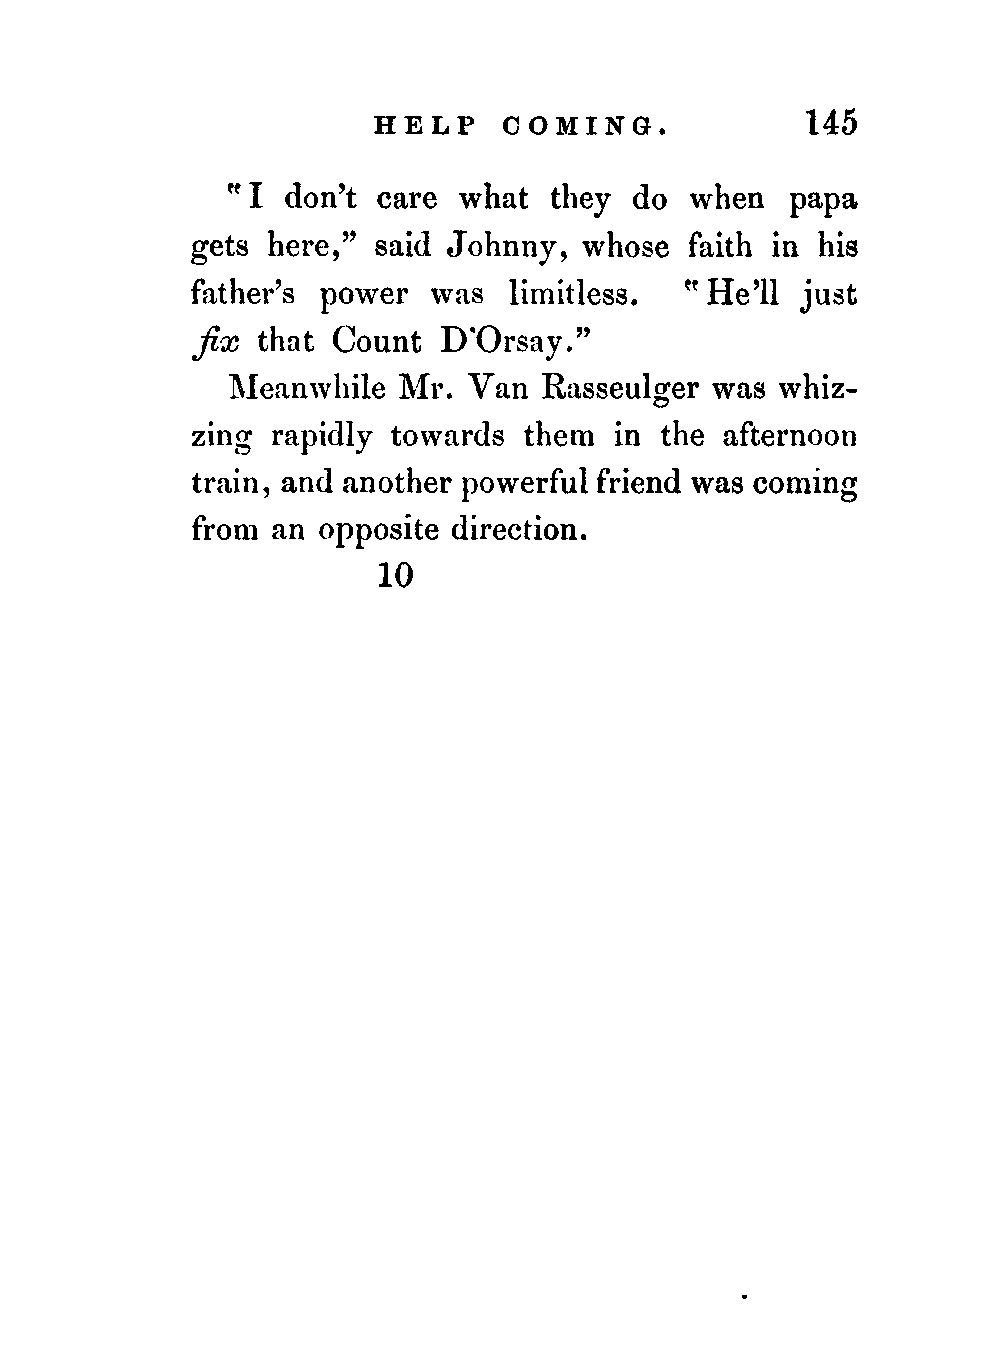 HELP COMING. 145
"I don't care what they do when papa
gets here," said Johnny, whose faith in his
father's power was limitless. "He'll just
fix that Count D'Orsay."
Meanwhile Mr. Van Rasseulger was whiz-
zing rapidly towards them in the afternoon
train, and another powerful friend was coming
from an opposite direction.
10